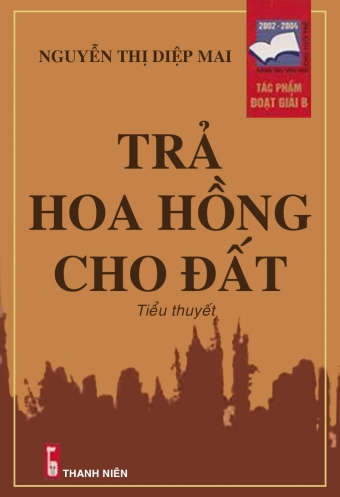 NGUYỄN THỊ DIỆP MAI
2002 - 2004
TÁC PHẨM
ĐOẠT GIẢI B
TRẢ
HOA HỒNG
CHO ĐẤT
Tiểu thuyết
THANH NIÊN